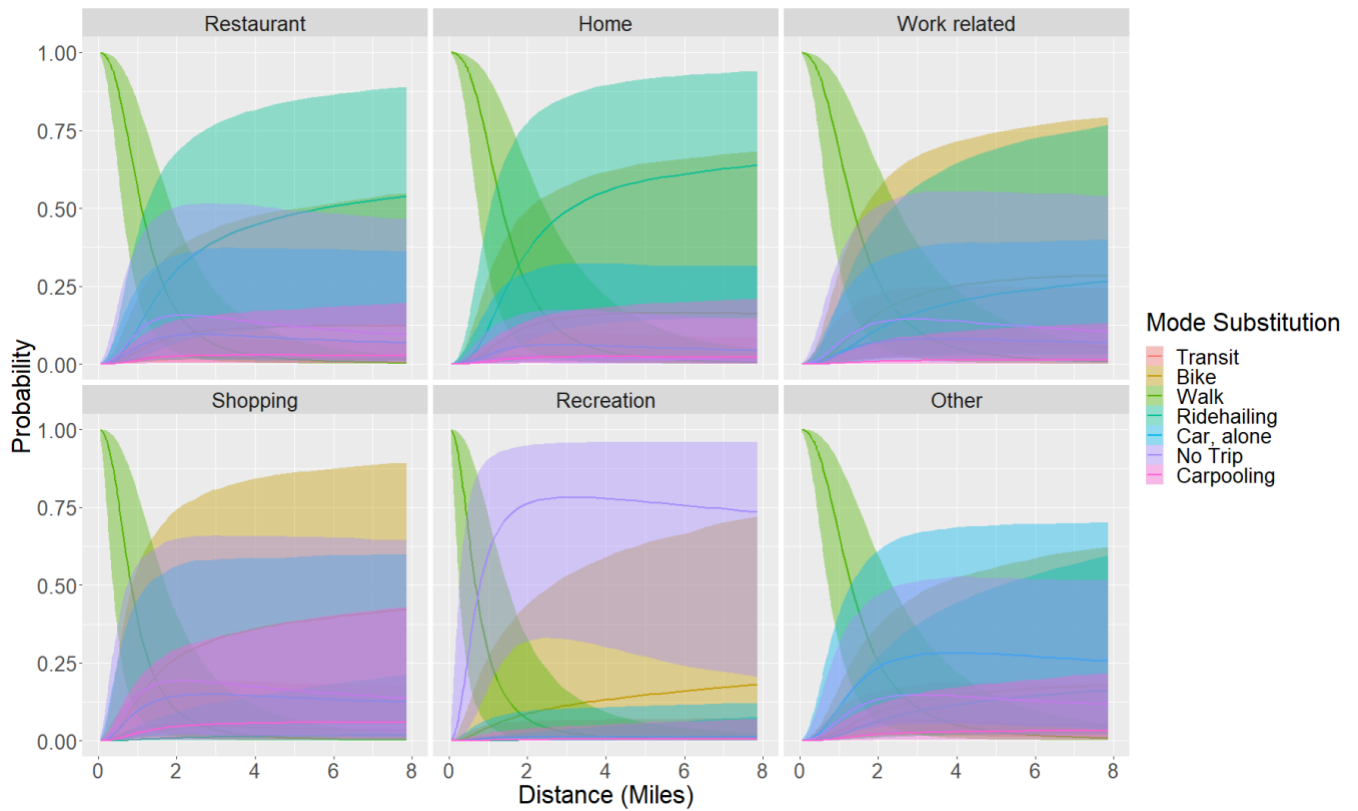 Restaurant Home Work related
1.00
0.75
0.50
0.25
0.00
Shopping Recreation Other
1.00
0.75
0.50
0.25
0.00
0 2 4 6 8 0 2 4 6 8 0 2 4 6 8
Distance (Miles)
Probability
Mode Substitution
Transit
Bike
Walk
Ridehailing
Car, alone
No Trip
Carpooling